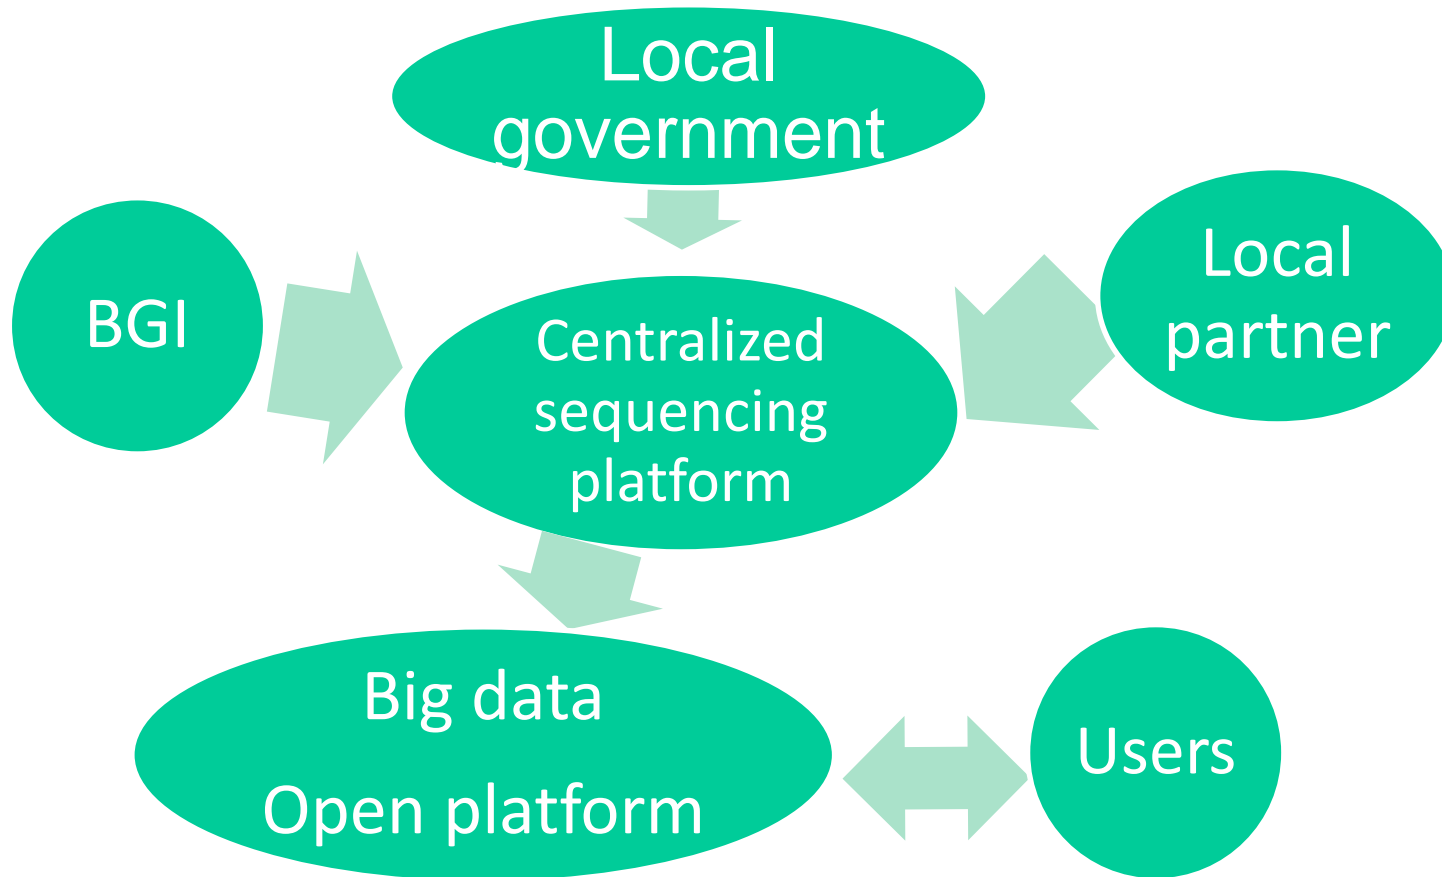 Local
government
BGI
Local
partner
Centralized
sequencing
platform
Big data
Open platform
Users